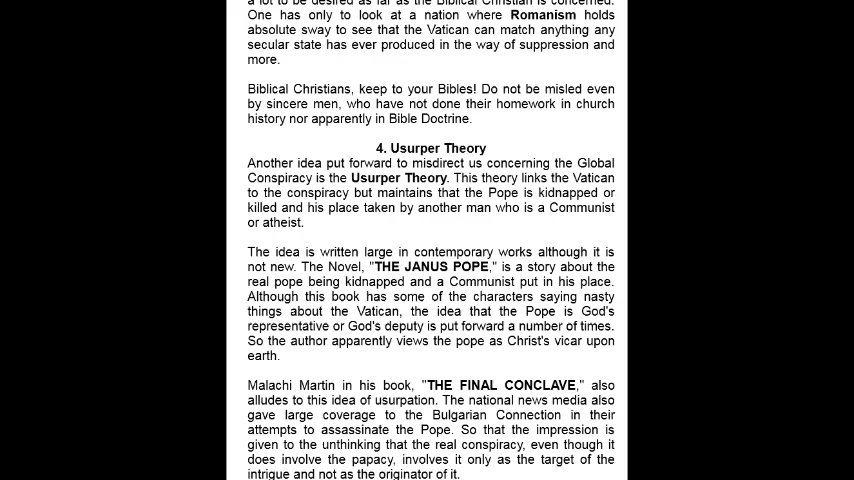 a lot to be desired as far as the Biblical Christian is concerned.
One has only to look at a nation where Romanism holds
absolute sway to see that the Vatican can match anything any
secular state has ever produced in the way of suppression and
more.
Biblical Christians, keep to your Bibles! Do not be misled even
by sincere men, who have not done their homework in church
history nor apparently in Bible Doctrine.
4. Usurper Theory
Another idea put forward to misdirect us concerning the Global
Conspiracy is the Usurper Theory. This theory links the Vatican
to the conspiracy but maintains that the Pope is kidnapped or
killed and his place taken by another man who is a Communist
or atheist.
The idea is written large in contemporary works although it is
not new. The Novel, "THE JANUS POPE," is a story about the
real pope being kidnapped and a Communist put in his place.
Although this book has some of the characters saying nasty
things about the Vatican, the idea that the Pope is God's
representative or God's deputy is put forward a number of times.
So the author apparently views the pope as Christ's vicar upon
earth.
Malachi Martin in his book, "THE FINAL CONCLAVE," also
alludes to this idea of usurpation. The national news media also
gave large coverage to the Bulgarian Connection in their
attempts to assassinate the Pope. So that the impression is
given to the unthinking that the real conspiracy, even though it
does involve the papacy, involves it only as the target of the
intrigue and not as the originator of it.